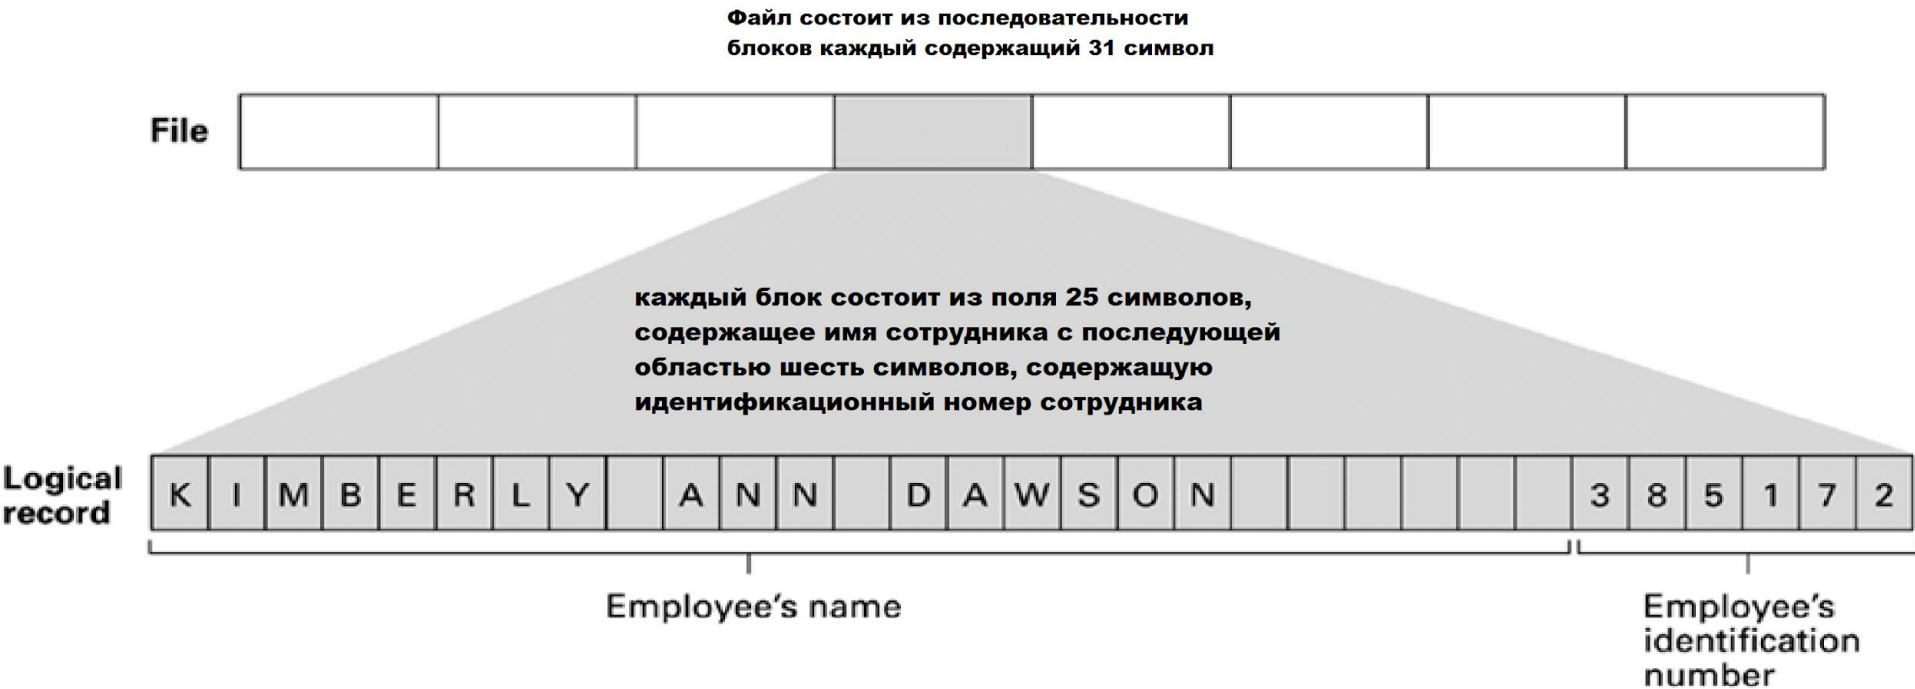 Файл состоит из последовательности
блоков каждый содержащий 31 символ
File
каждый блок состоит из поля 25 символов,
содержащее имя сотрудника с последующей
областью шесть символов, содержащую
идентификационный номер сотрудника
Logical
record
K I M B E R L Y A N N D A W S O N 3 8 5 1 7 2
Employee's name
Employee's
identification
number